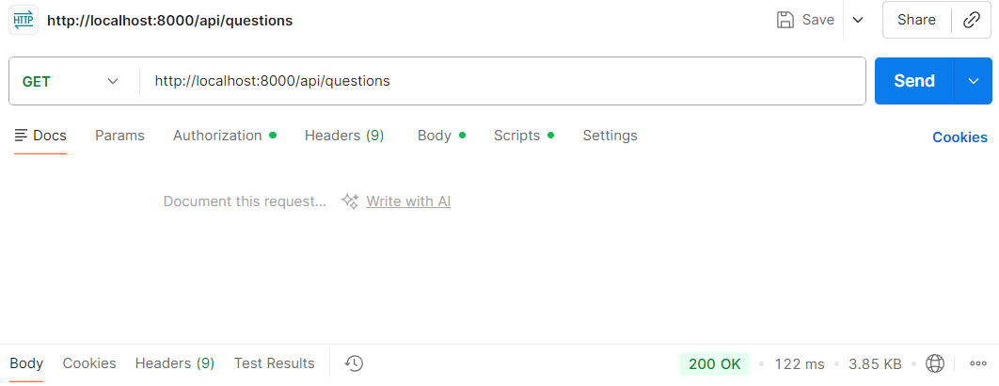 HTTP http://localhost:8000/api/questions Save Share
GET http://localhost:8000/api/questions Send
Docs Params Authorization Headers (9) Body Scripts Settings Cookies
Document this request... Write with AI
Body Cookies Headers (9) Test Results 200 OK 122 ms 3.85 KB